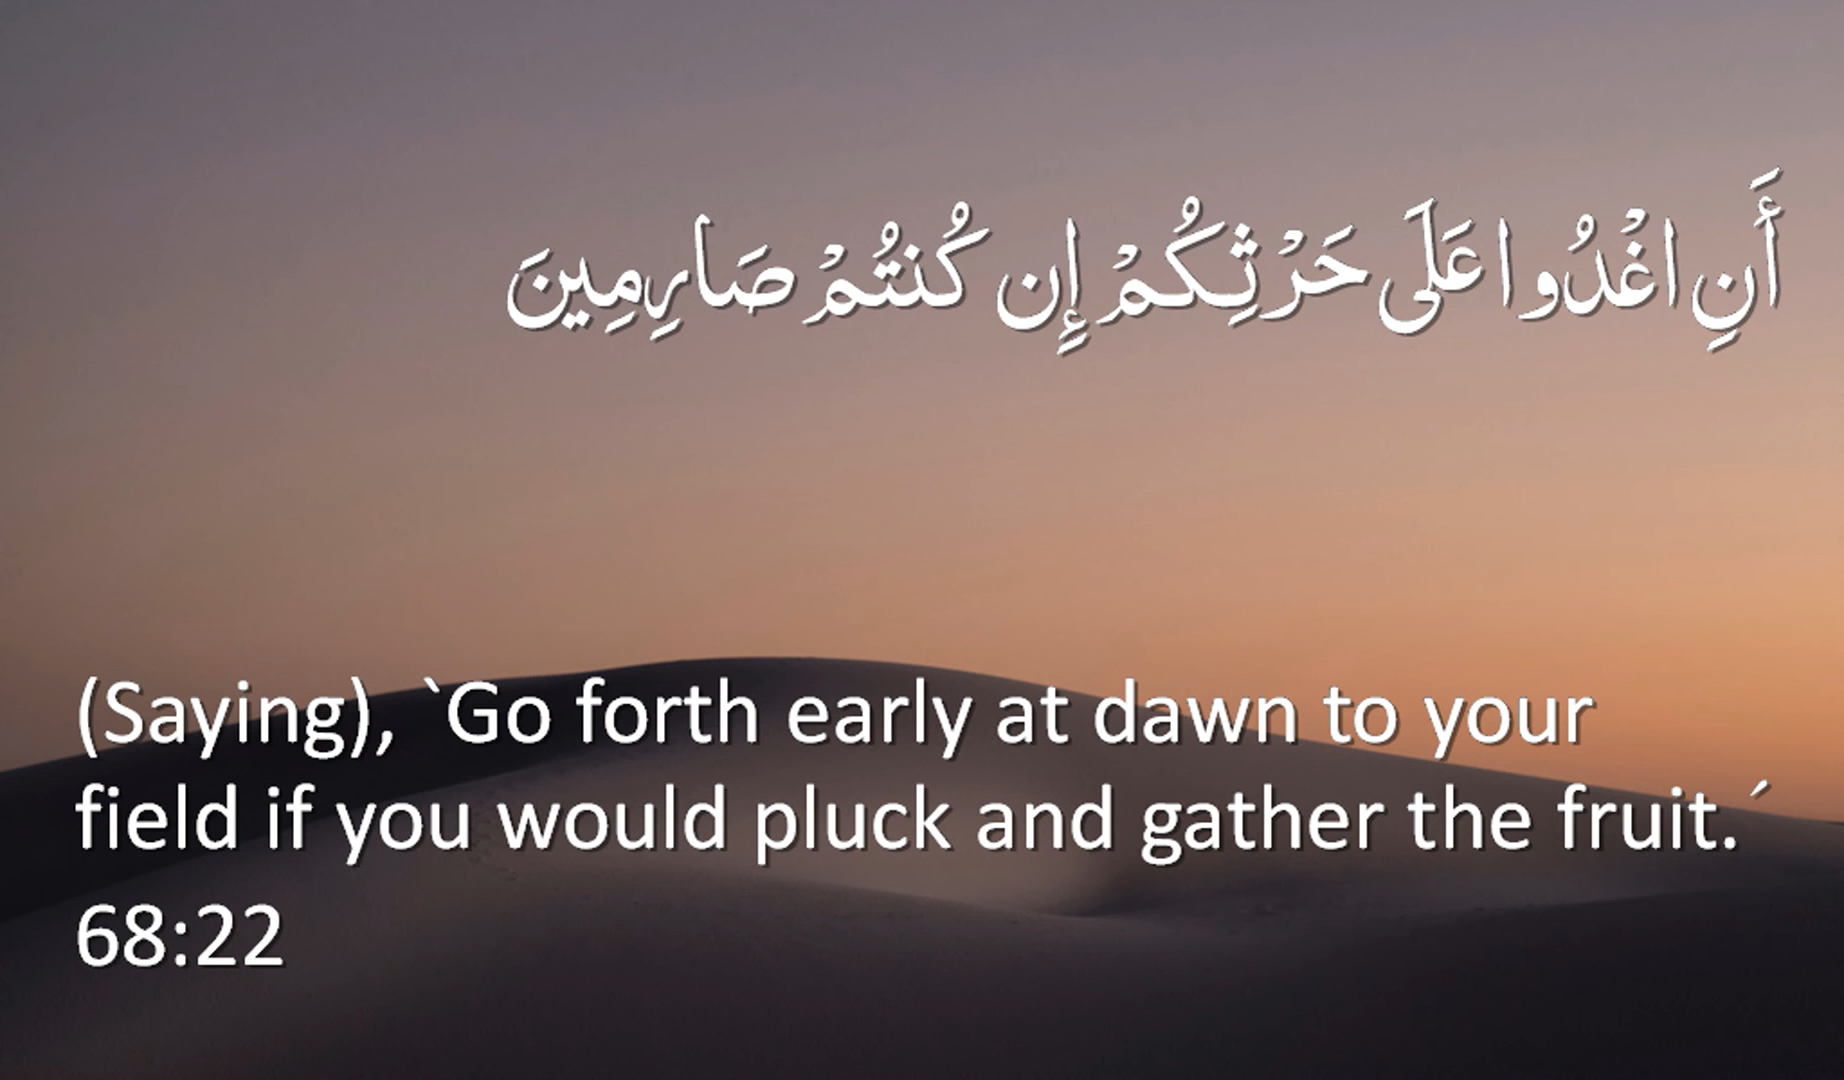 أَنِ اغْدُوا عَلَى حَرْثِكُمْ إِن كُنتُمْ صَارِمِينَ
(Saying), `Go forth early at dawn to your
field if you would pluck and gather the fruit.´
68:22